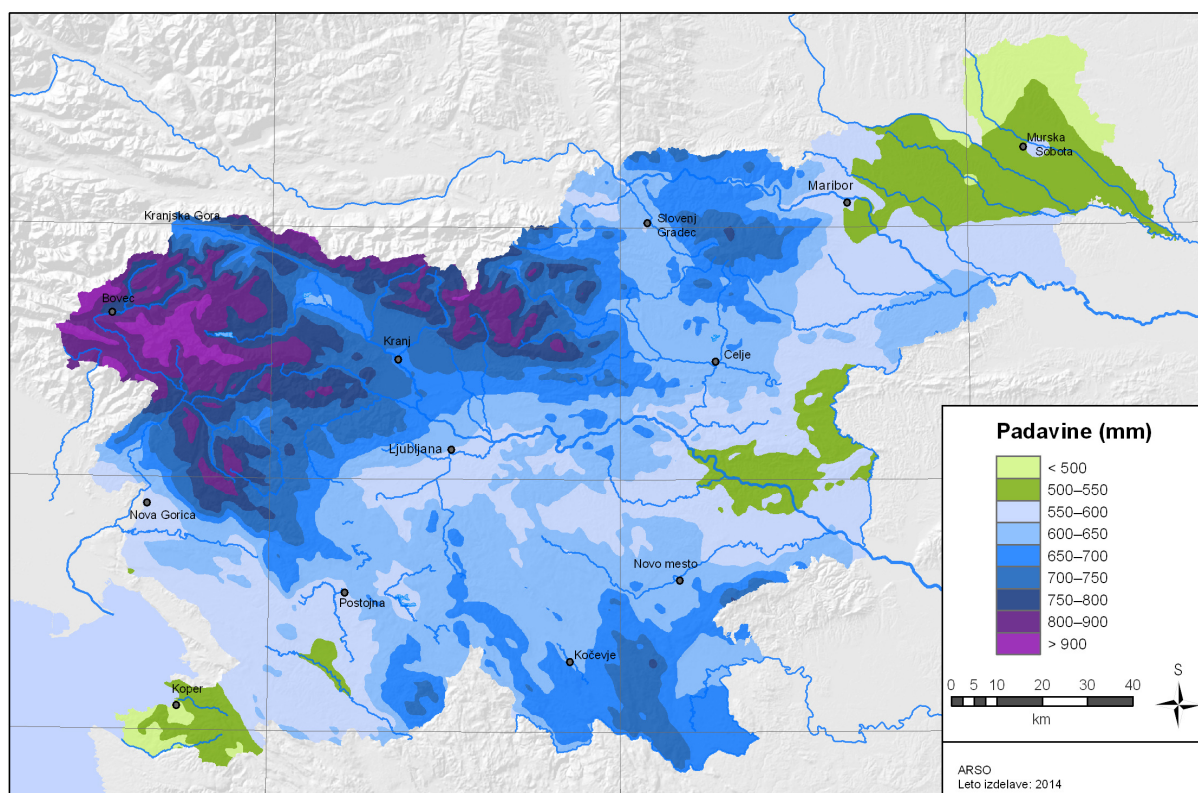 Murska
Sobota
Maribor
Kranjska Gora
Slovenj
Gradec
Bovec
Kranj
Celje
Ljubljana
Nova Gorica
Novo mesto
Postojna
Kočevje
Koper
Padavine (mm)
< 500
500–550
550–600
600–650
650–700
700–750
750–800
800–900
> 900
S
0 5 10 20 30 40
km
ARSO
Leto izdelave: 2014